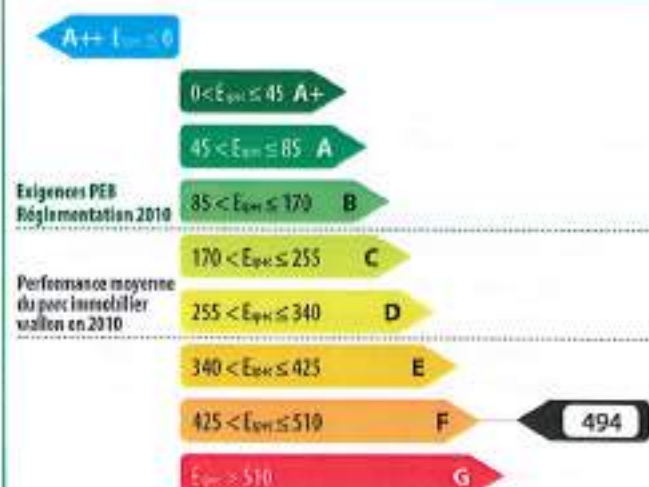 A++ Espec ≤ 0
0 < Espec ≤ 45 A+
45 < Espec ≤ 85 A
Exigences PEB
Réglementation 2010
85 < Espec ≤ 170 B
170 < Espec ≤ 255 C
Performance moyenne
du parc immobilier
wallon en 2010
255 < Espec ≤ 340 D
340 < Espec ≤ 425 E
425 < Espec ≤ 510 F
494
Espec > 510 G